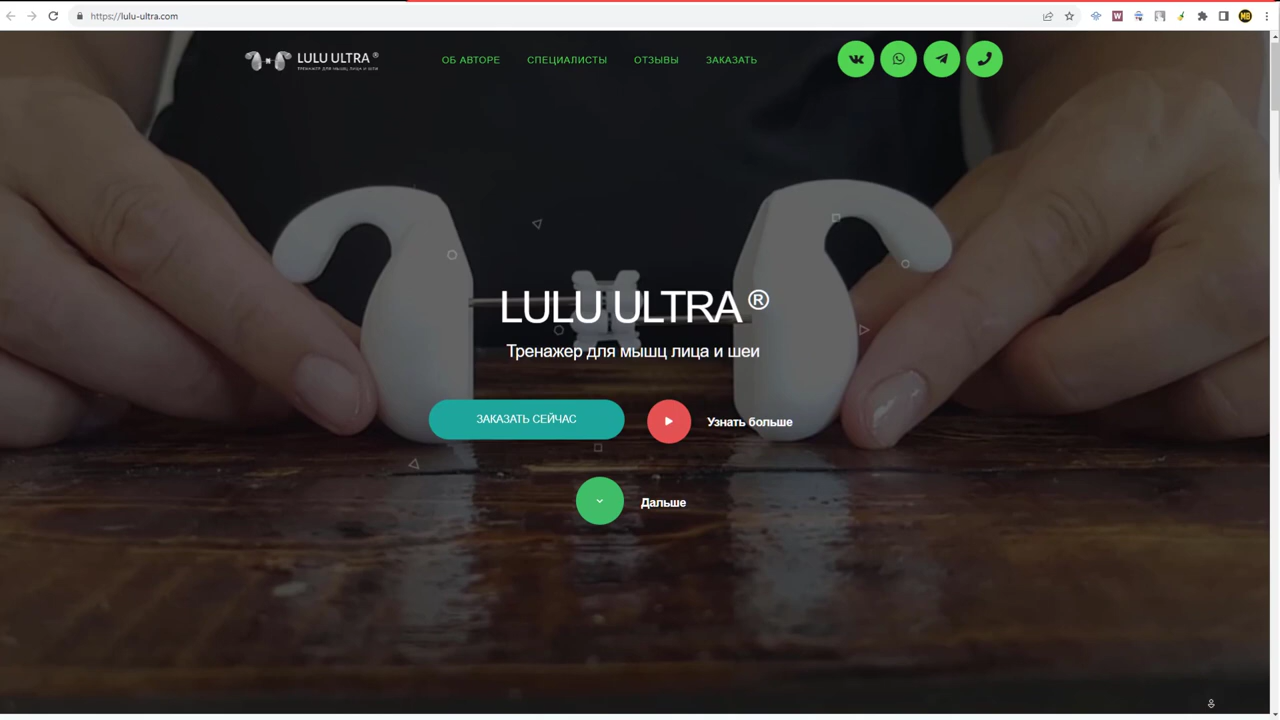 https://lulu-ultra.com
LULU ULTRA ®
ТРЕНАЖЕР ДЛЯ МЫШЦ ЛИЦА И ШЕИ
ОБ АВТОРЕ СПЕЦИАЛИСТЫ ОТЗЫВЫ ЗАКАЗАТЬ
LULU ULTRA ®
Тренажер для мышц лица и шеи
ЗАКАЗАТЬ СЕЙЧАС
Узнать больше
Дальше
W
MB